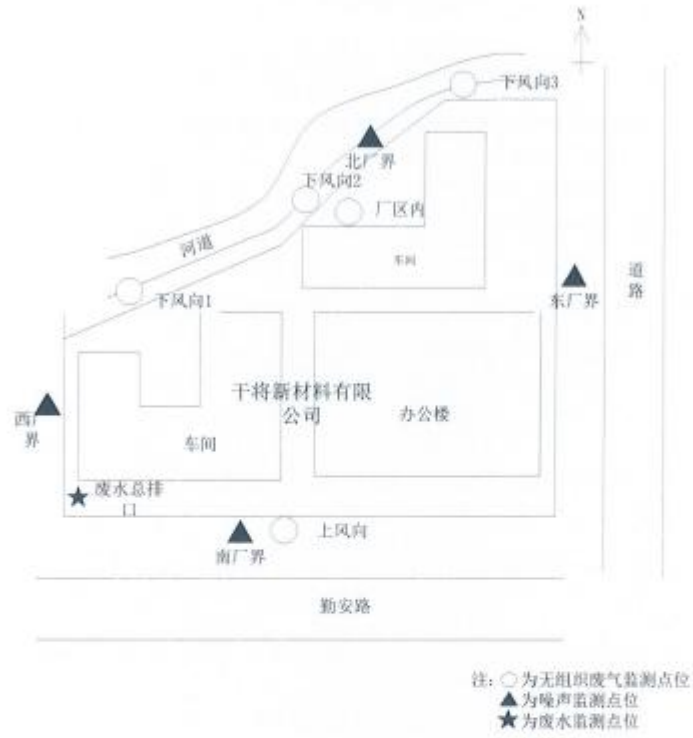 N
下风向3
北厂界
下风向2
厂区内
河道
车间
道路
下风向1
东厂界
干将新材料有限
公司
西厂
界
办公楼
车间
废水总排
口
上风向
南厂界
勤安路
注：○为无组织废气监测点位
▲为噪声监测点位
★为废水监测点位